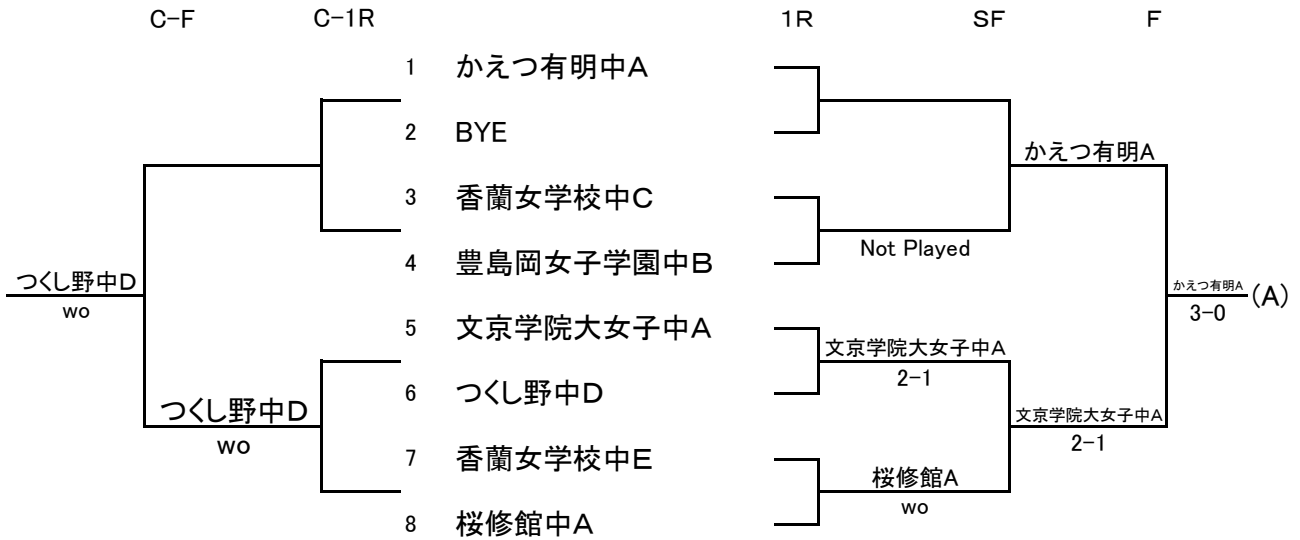 C-F C-1R 1R SF F
1 かえつ有明中A
2 BYE
かえつ有明A
3 香蘭女学校中C
Not Played
4 豊島岡女子学園中B
つくし野中D
wo
かえつ有明A (A)
3-0
5 文京学院大女子中A
文京学院大女子中A
2-1
6 つくし野中D
つくし野中D
wo
文京学院大女子中A
2-1
7 香蘭女学校中E
桜修館A
wo
8 桜修館中A